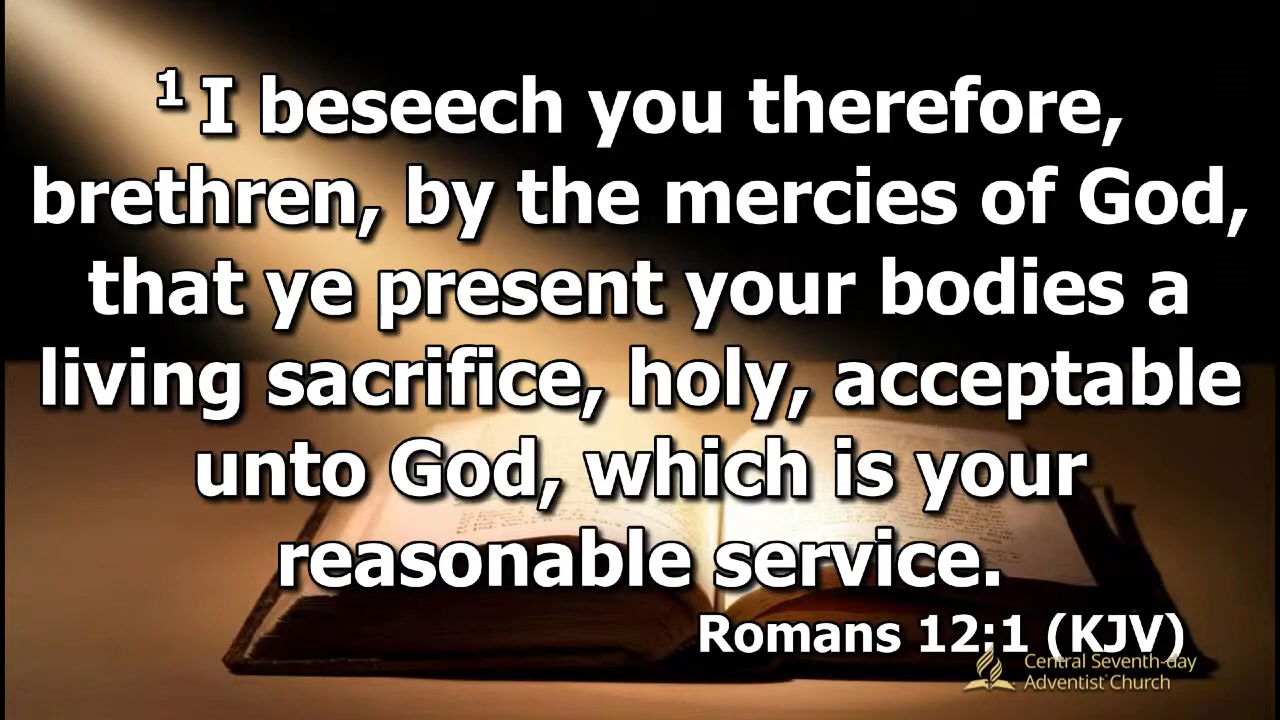 1 I beseech you therefore,
brethren, by the mercies of God,
that ye present your bodies a
living sacrifice, holy, acceptable
unto God, which is your
reasonable service.
Romans 12:1 (KJV)
Central Seventh-day
Adventist Church